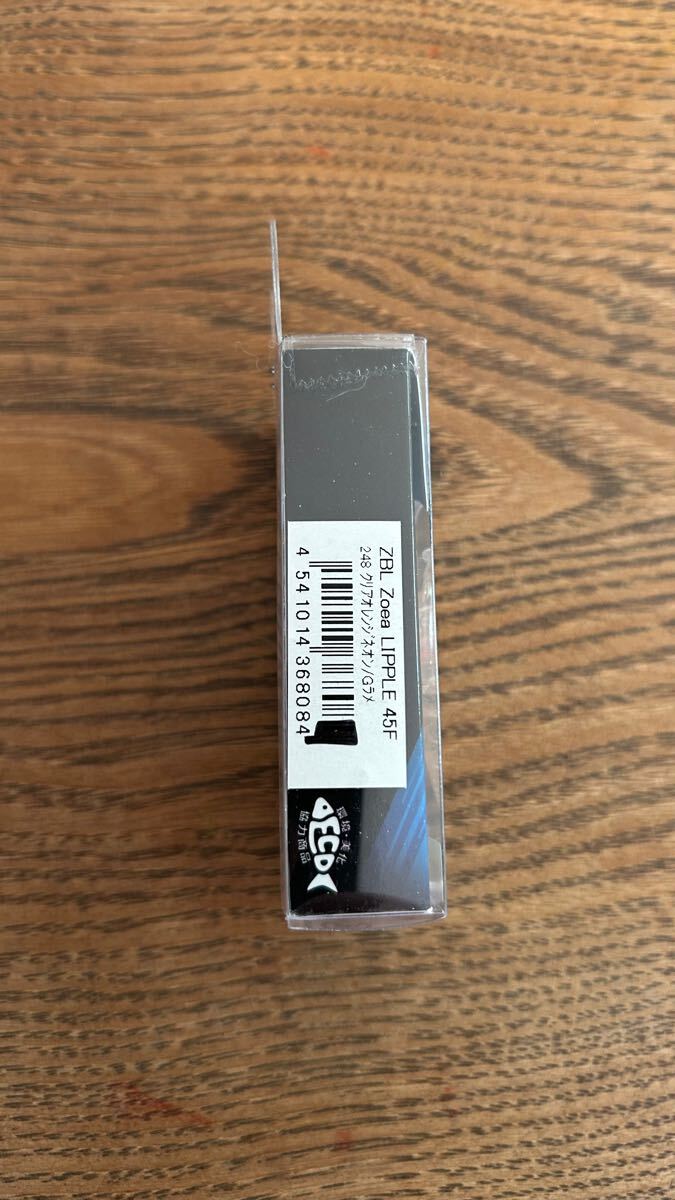 ZBL Zoea LIPPLE 45F
248 クリアオレンジネオン/Gラメ
4 541014 368084
環境・美な
ECO
協力商品